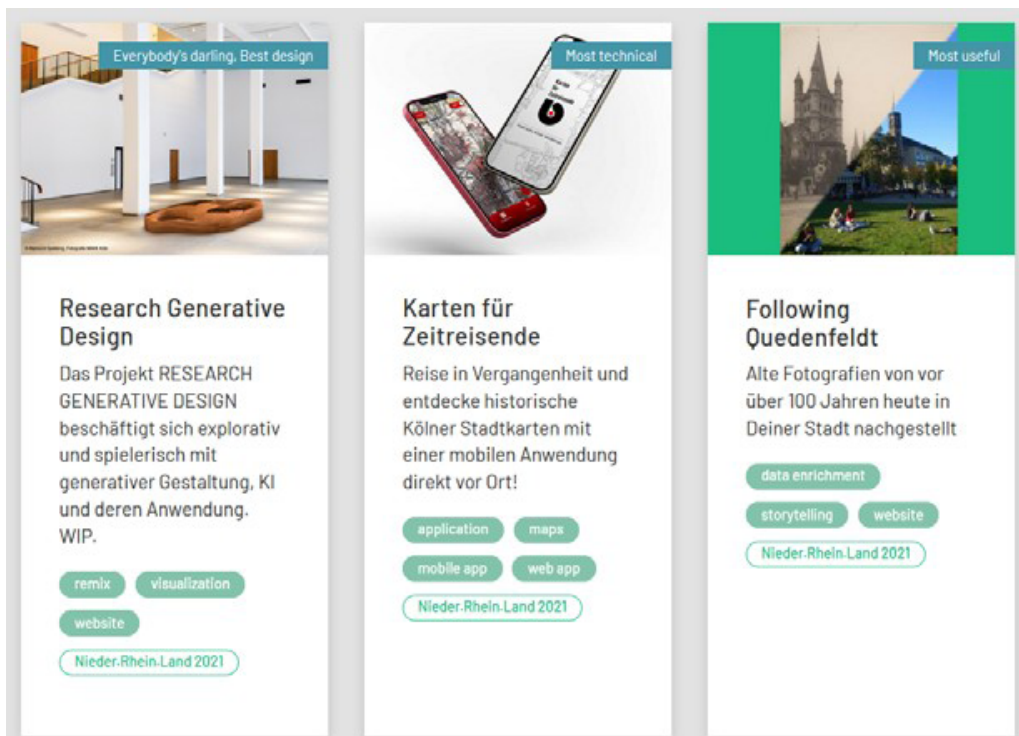 Everybody's darling, Best design
Research Generative
Design
Das Projekt RESEARCH
GENERATIVE DESIGN
beschäftigt sich explorativ
und spielerisch mit
generativer Gestaltung, KI
und deren Anwendung.
WIP.
remix
visualization
website
Nieder.Rhein.Land 2021
Most technical
Karten für
Zeitreisende
Reise in Vergangenheit und
entdecke historische
Kölner Stadtkarten mit
einer mobilen Anwendung
direkt vor Ort!
application
maps
mobile app
web app
Nieder.Rhein.Land 2021
Most useful
Following
Quedenfeldt
Alte Fotografien von vor
über 100 Jahren heute in
Deiner Stadt nachgestellt
data enrichment
storytelling
website
Nieder.Rhein.Land 2021